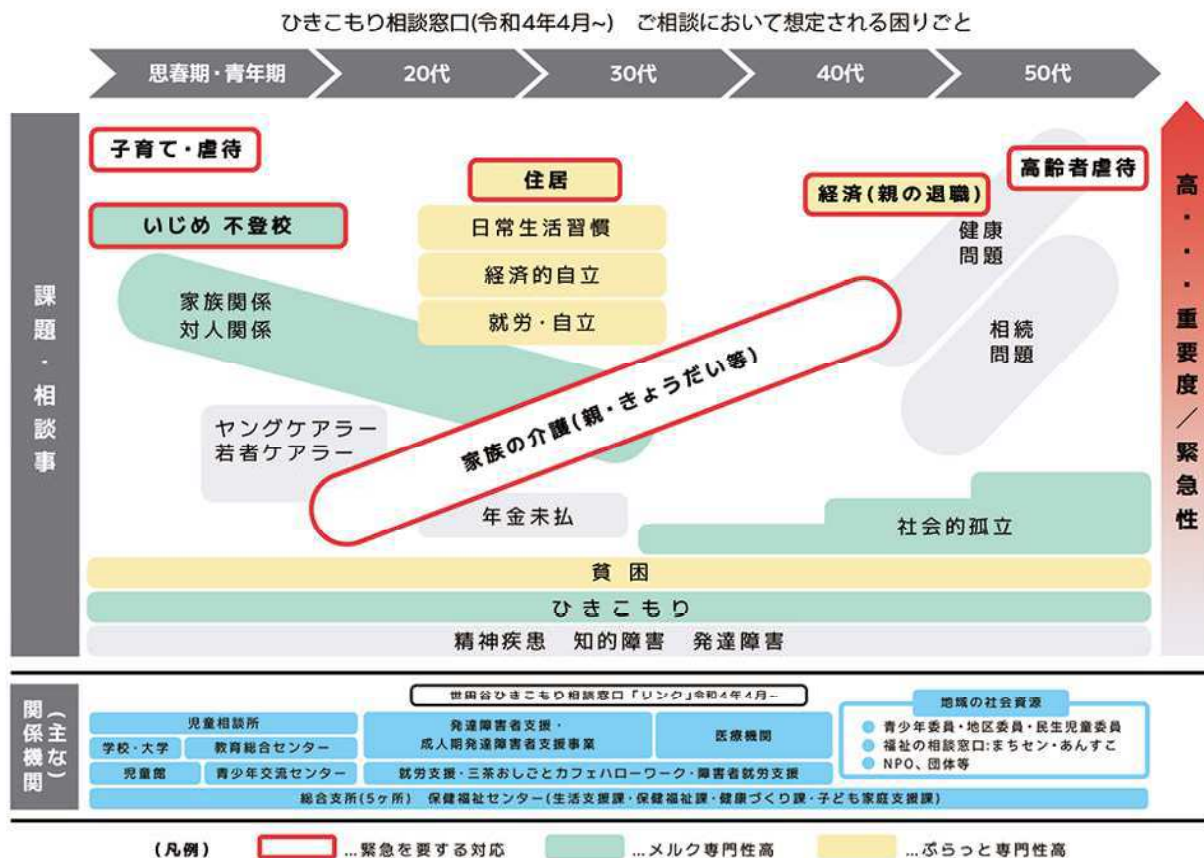 ひきこもり相談窓口(令和4年4月~) ご相談において想定される困りごと
思春期・青年期
20代
30代
40代
50代
課題・相談事
高・・・重要度/緊急性
子育て・虐待
いじめ 不登校
住居
日常生活習慣
経済的自立
就労・自立
経済(親の退職)
高齢者虐待
健康
問題
相続
問題
家族関係
対人関係
家族の介護(親・きょうだい等)
ヤングケアラー
若者ケアラー
年金未払
社会的孤立
貧困
ひきこもり
精神疾患 知的障害 発達障害
関係機関
(主な)
世田谷ひきこもり相談窓口「リンク」令和4年4月~
児童相談所
学校・大学
教育総合センター
児童館
青少年交流センター
発達障害者支援・
成人期発達障害者支援事業
医療機関
就労支援・三茶おしごとカフェハローワーク・障害者就労支援
総合支所(5ヶ所) 保健福祉センター(生活支援課・保健福祉課・健康づくり課・子ども家庭支援課)
地域の社会資源
青少年委員・地区委員・民生児童委員
福祉の相談窓口:まちセン・あんすこ
NPO、団体等
(凡例)
…緊急を要する対応
…メルク専門性高
…ぷらっと専門性高